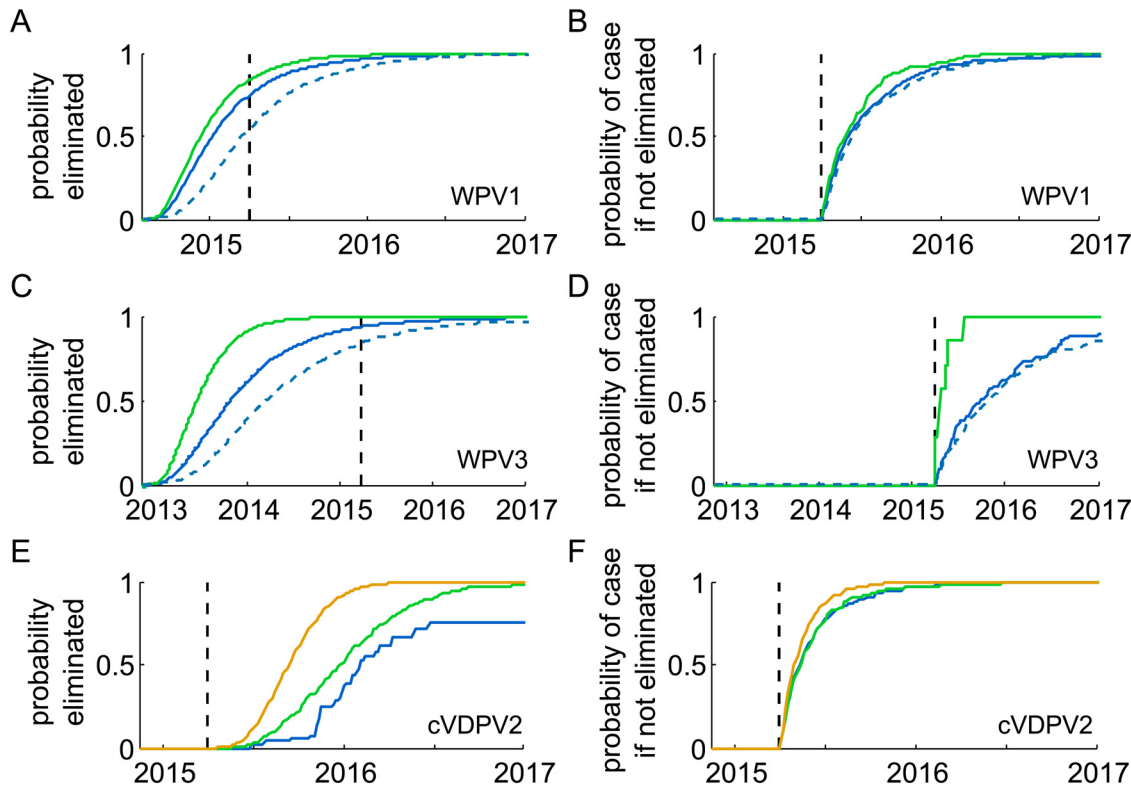 A
probability
eliminated
1
0.5
0
WPV1
2015
2016
2017
B
probability of case
if not eliminated
1
0.5
0
WPV1
2015
2016
2017
C
probability
eliminated
1
0.5
0
WPV3
2013
2014
2015
2016
2017
D
probability of case
if not eliminated
1
0.5
0
WPV3
2013
2014
2015
2016
2017
E
probability
eliminated
1
0.5
0
cVDPV2
2015
2016
2017
F
probability of case
if not eliminated
1
0.5
0
cVDPV2
2015
2016
2017